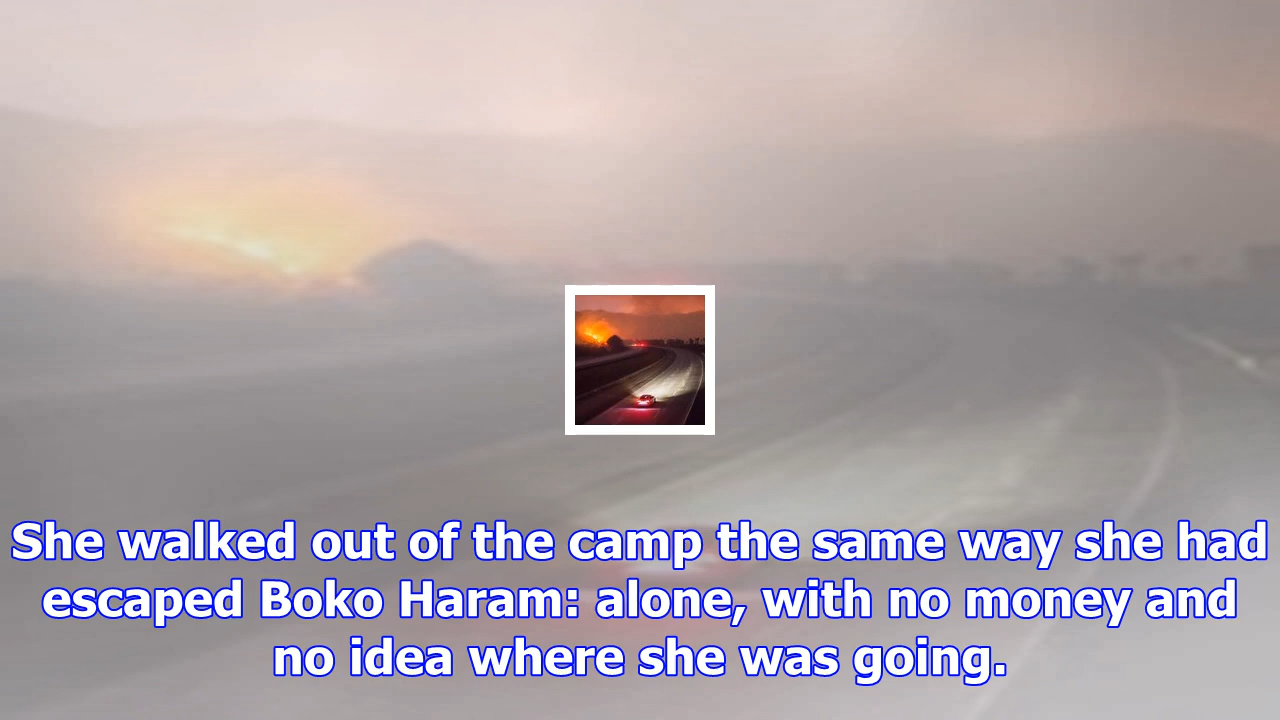 She walked out of the camp the same way she had
escaped Boko Haram: alone, with no money and
no idea where she was going.